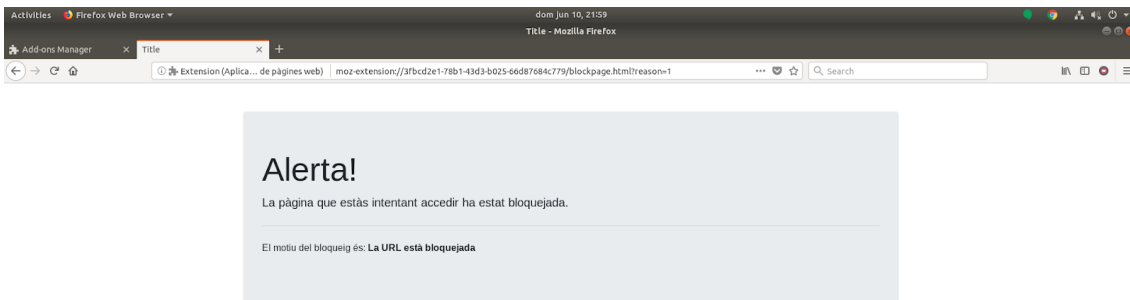 Activities Firefox Web Browser dom jun 10, 21:59
Title - Mozilla Firefox
Add-ons Manager Title
Extension (Aplica... de pàgines web) moz-extension://3fbcd2e1-78b1-43d3-b025-66d87684c779/blockpage.html?reason=1 Search
Alerta!
La pàgina que estàs intentant accedir ha estat bloquejada.
El motiu del bloqueig és: La URL està bloquejada